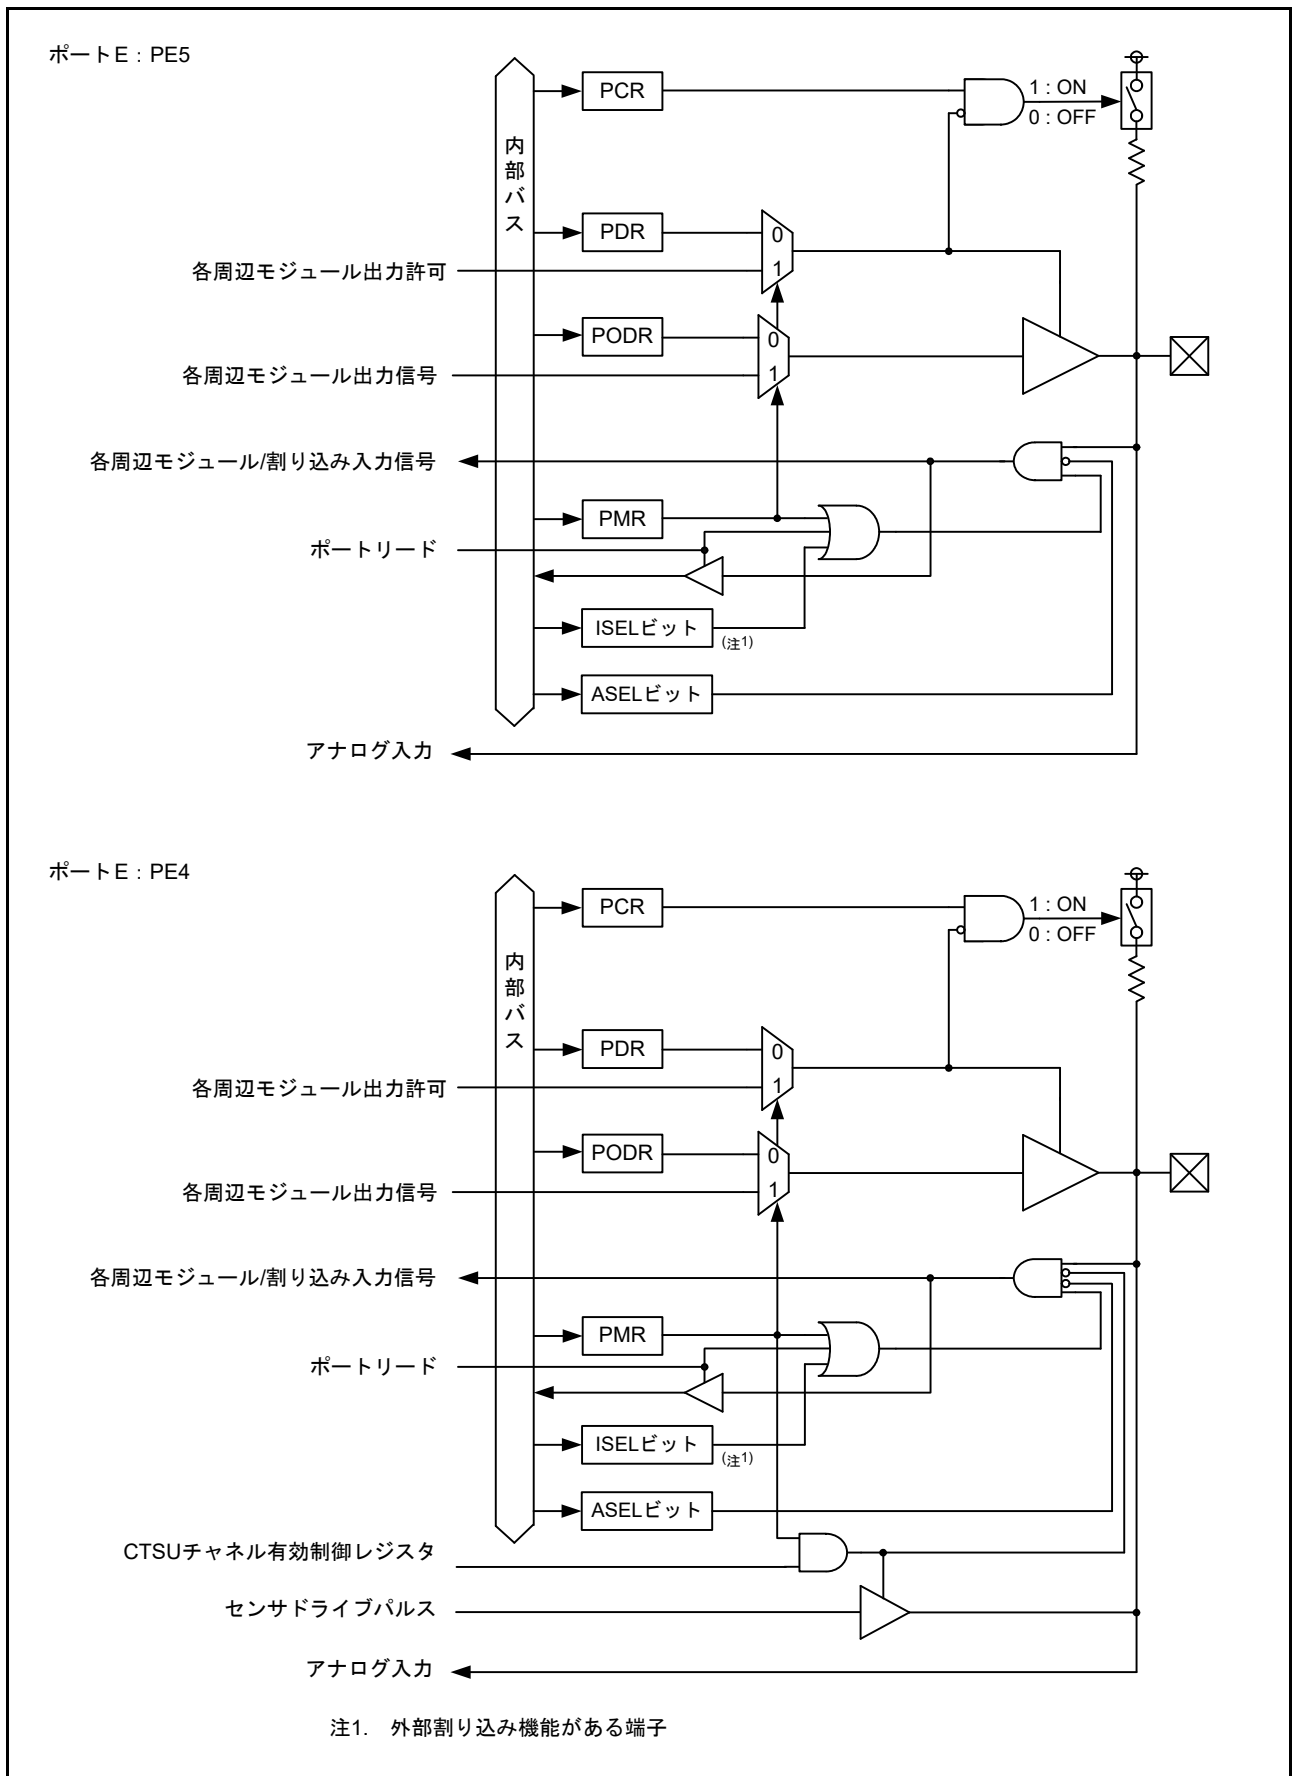 ポートE : PE5
PCR
1 : ON
0 : OFF
内部バス
PDR
0
1
各周辺モジュール出力許可
PODR
0
1
各周辺モジュール出力信号
各周辺モジュール/割り込み入力信号
PMR
ポートリード
ISELビット
(注1)
ASELビット
アナログ入力
ポートE : PE4
PCR
1 : ON
0 : OFF
内部バス
PDR
0
1
各周辺モジュール出力許可
PODR
0
1
各周辺モジュール出力信号
各周辺モジュール/割り込み入力信号
PMR
ポートリード
ISELビット
(注1)
ASELビット
CTSUチャネル有効制御レジスタ
センサドライブパルス
アナログ入力
注1. 外部割り込み機能がある端子